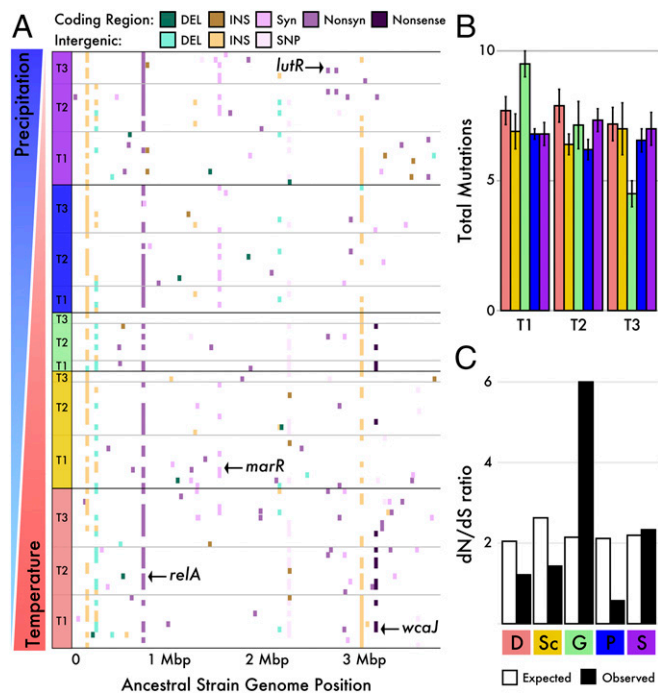 A
Coding Region: DEL INS Syn Nonsyn Nonsense
Intergenic: DEL INS SNP
Precipitation
Temperature
T3
T2
T1
T3
T2
T1
T3
T2
T1
T3
T2
T1
T3
T2
T1
lutR
marR
relA
wcaJ
0 1 Mbp 2 Mbp 3 Mbp
Ancestral Strain Genome Position
B
Total Mutations
10
5
0
T1 T2 T3
C
dN/dS ratio
6
4
2
D Sc G P S
Expected Observed